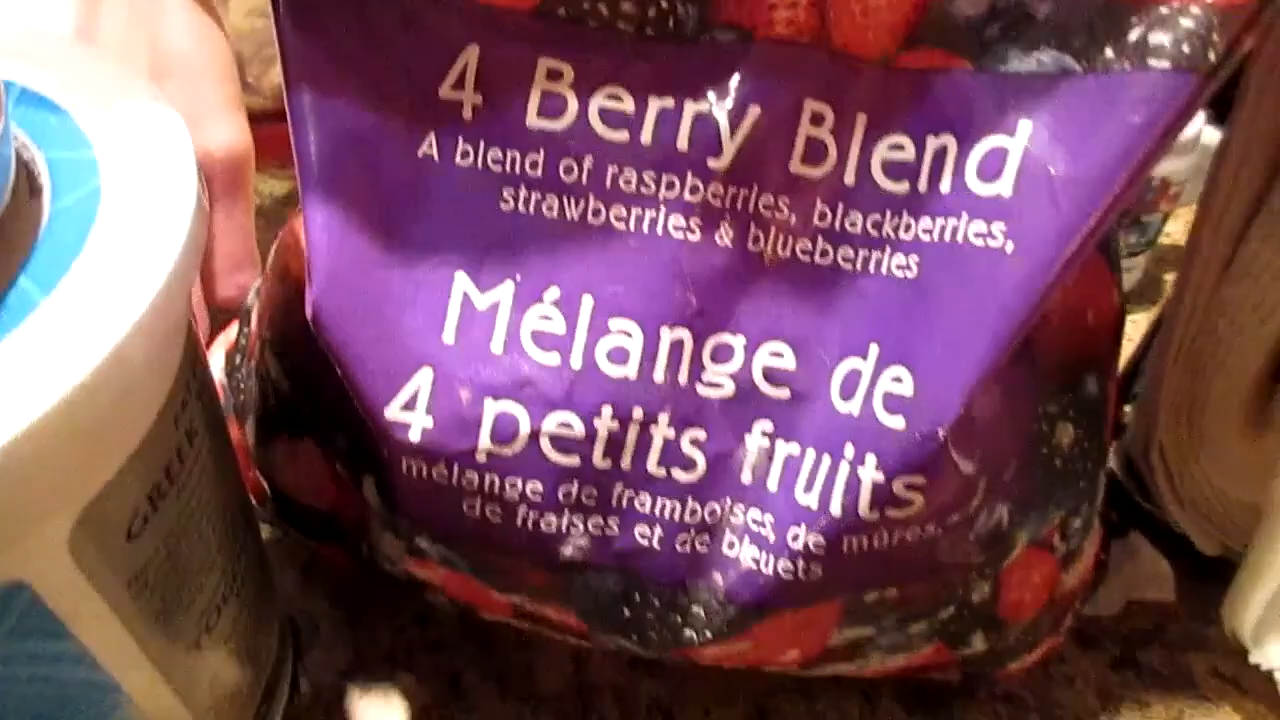 4 Berry Blend
A blend of raspberries, blackberries,
strawberries & blueberries
Mélange de
4 petits fruits
mélange de framboises, de mûres,
de fraises et de bleuets
GREEK